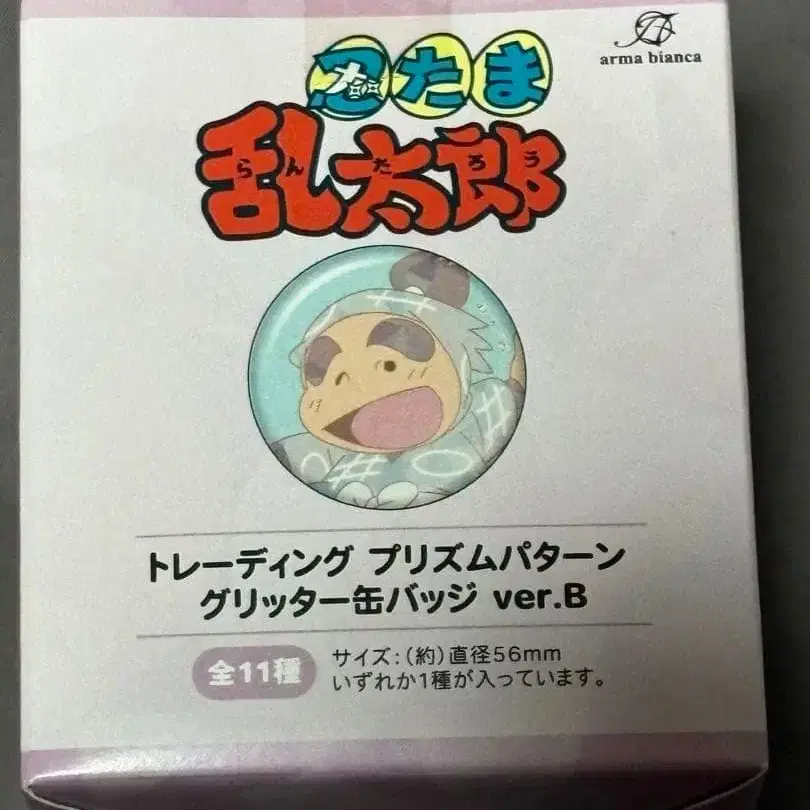 arma bianca
忍たま
乱太郎
らんたろう
トレーディング プリズムパターン
グリッター缶バッジ ver.B
全11種
サイズ:(約)直径56mm
いずれか1種が入っています。